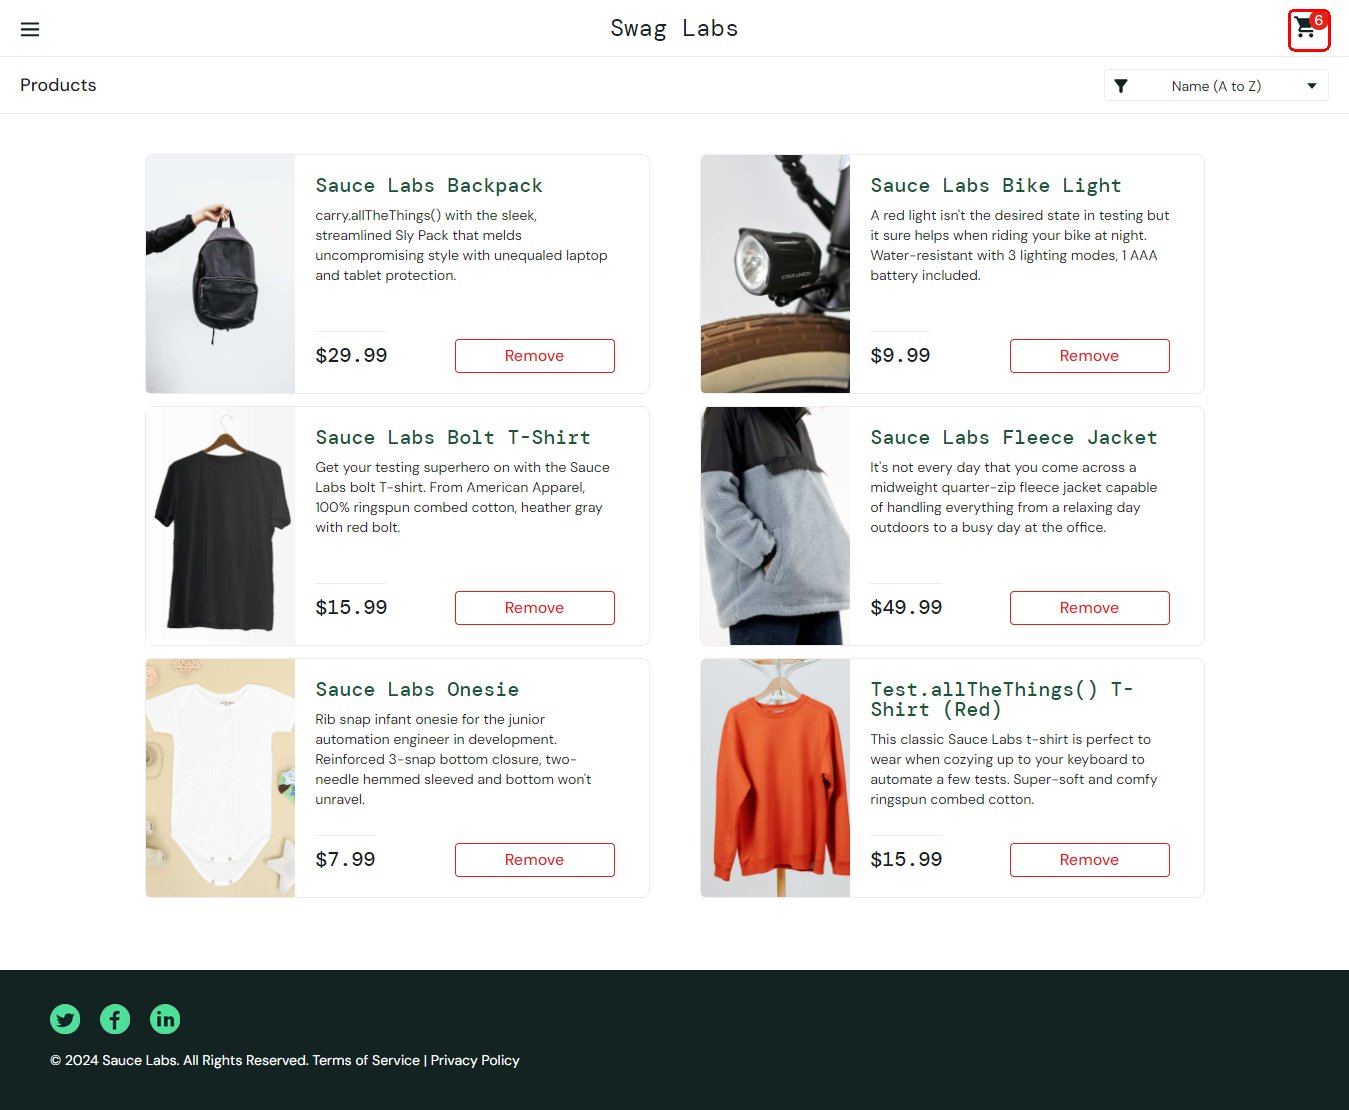 Swag Labs
6
Products
Name (A to Z)
Sauce Labs Backpack
carry.allTheThings() with the sleek,
streamlined Sly Pack that melds
uncompromising style with unequaled laptop
and tablet protection.
$29.99
Remove
STAR UNION
Sauce Labs Bike Light
A red light isn't the desired state in testing but
it sure helps when riding your bike at night.
Water-resistant with 3 lighting modes, 1 AAA
battery included.
$9.99
Remove
Sauce Labs Bolt T-Shirt
Get your testing superhero on with the Sauce
Labs bolt T-shirt. From American Apparel,
100% ringspun combed cotton, heather gray
with red bolt.
$15.99
Remove
Sauce Labs Fleece Jacket
It's not every day that you come across a
midweight quarter-zip fleece jacket capable
of handling everything from a relaxing day
outdoors to a busy day at the office.
$49.99
Remove
Sauce Labs Onesie
Rib snap infant onesie for the junior
automation engineer in development.
Reinforced 3-snap bottom closure, two-
needle hemmed sleeved and bottom won't
unravel.
$7.99
Remove
Test.allTheThings() T-
Shirt (Red)
This classic Sauce Labs t-shirt is perfect to
wear when cozying up to your keyboard to
automate a few tests. Super-soft and comfy
ringspun combed cotton.
$15.99
Remove
© 2024 Sauce Labs. All Rights Reserved. Terms of Service | Privacy Policy